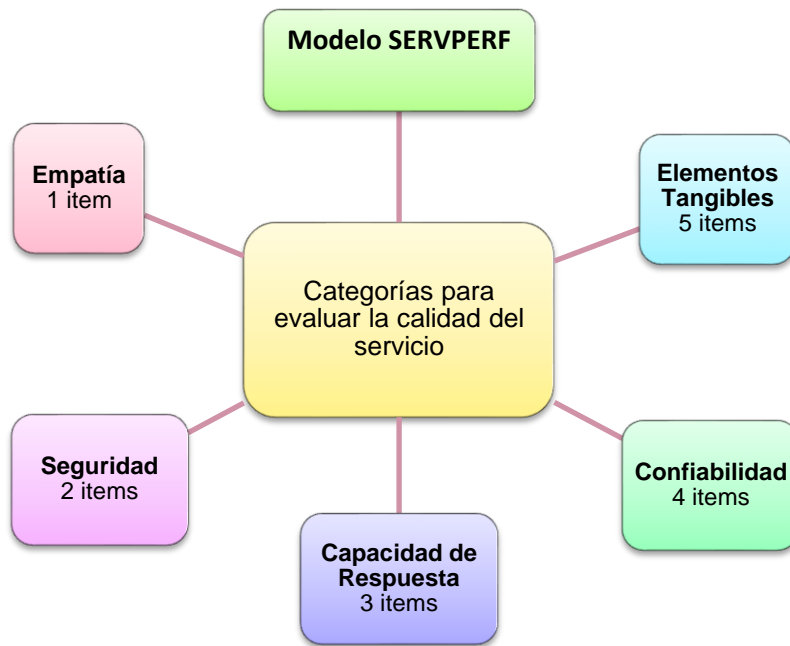 Modelo SERVPERF
Empatía
1 item
Elementos
Tangibles
5 items
Categorías para
evaluar la calidad del
servicio
Seguridad
2 items
Confiabilidad
4 items
Capacidad de
Respuesta
3 items